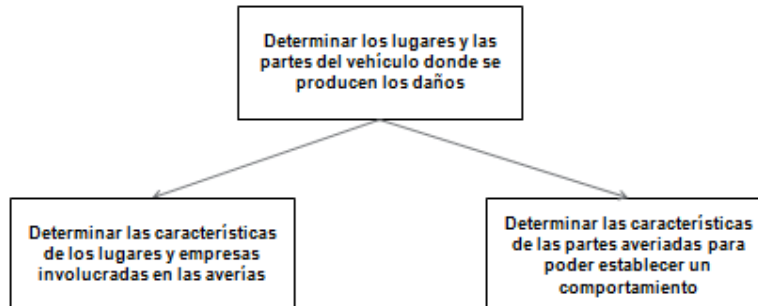 Determinar los lugares y las
partes del vehículo donde se
producen los daños
Determinar las características
de los lugares y empresas
involucradas en las averías
Determinar las características
de las partes averiadas para
poder establecer un
comportamiento